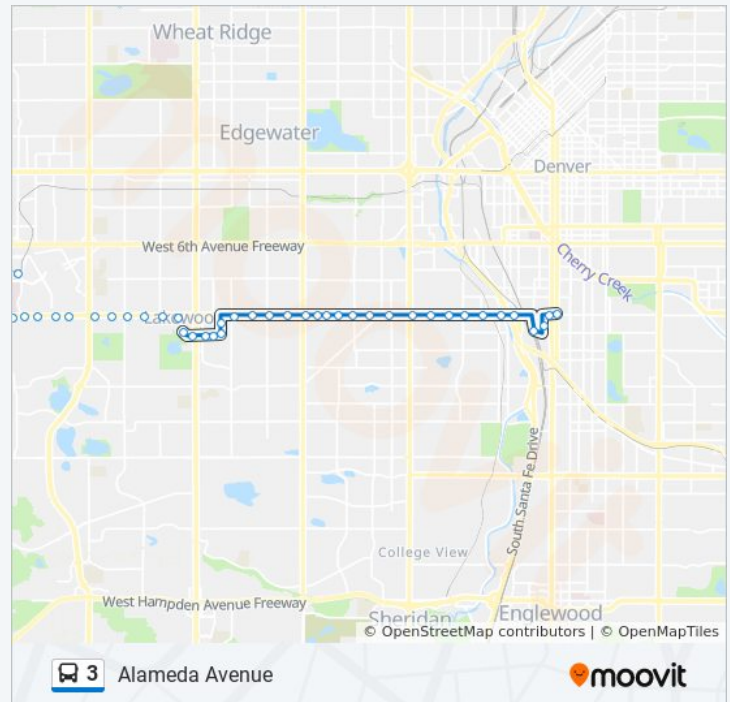 Wheat Ridge
Edgewater
Denver
West 6th Avenue Freeway
Cherry Creek
Lakewood
South Santa Fe Drive
College View
West Hampden Avenue Freeway
Sheridan
Englewood
© OpenStreetMap contributors | © OpenMapTiles
3 Alameda Avenue
moovit